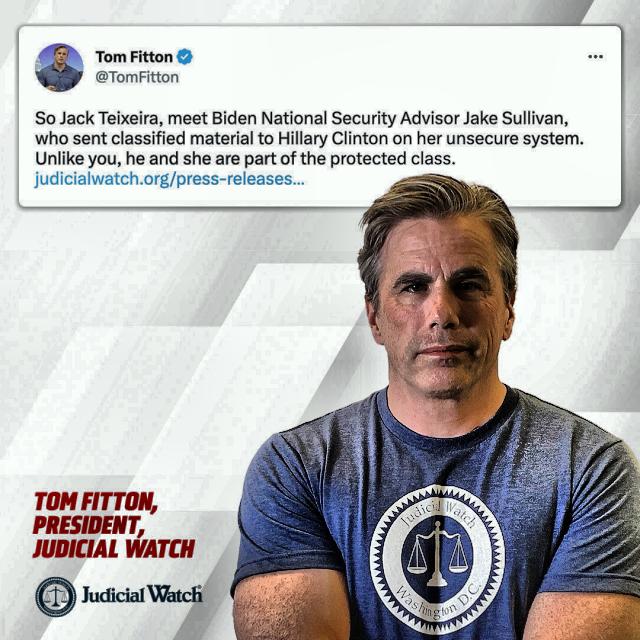 Tom Fitton
@TomFitton
So Jack Teixeira, meet Biden National Security Advisor Jake Sullivan,
who sent classified material to Hillary Clinton on her unsecure system.
Unlike you, he and she are part of the protected class.
judicialwatch.org/press-releases...
Judicial Watch
Washington D.C.
TOM FITTON,
PRESIDENT,
JUDICIAL WATCH
Judicial Watch®